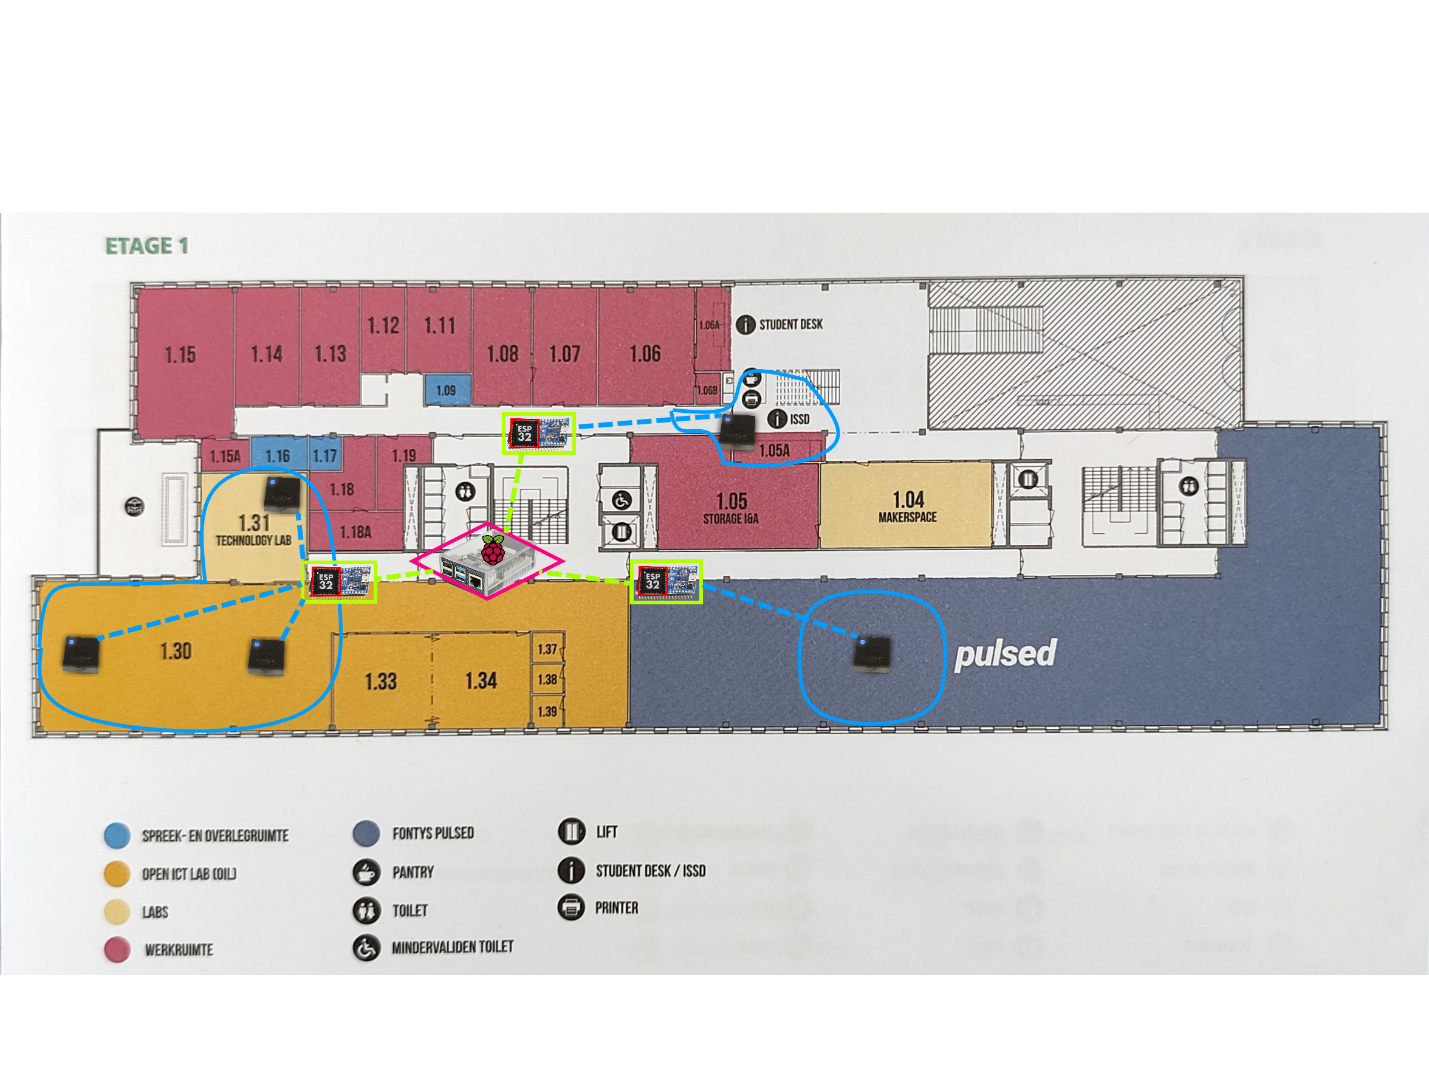 ETAGE 1
1.15
1.14
1.13
1.12
1.11
1.09
1.08
1.07
1.06
1.06A
1.06B
STUDENT DESK
ISSD
1.15A
1.16
1.17
1.18
1.19
1.18A
1.31
TECHNOLOGY LAB
ESP
32
1.05A
1.05
STORAGE I&A
1.04
MAKERSPACE
ESP
32
ESP
32
1.30
1.33
1.34
1.37
1.38
1.39
pulsed
SPREEK- EN OVERLEGRUIMTE
OPEN ICT LAB (OIL)
LABS
WERKRUIMTE
FONTYS PULSED
PANTRY
TOILET
MINDERVALIDEN TOILET
LIFT
STUDENT DESK / ISSD
PRINTER